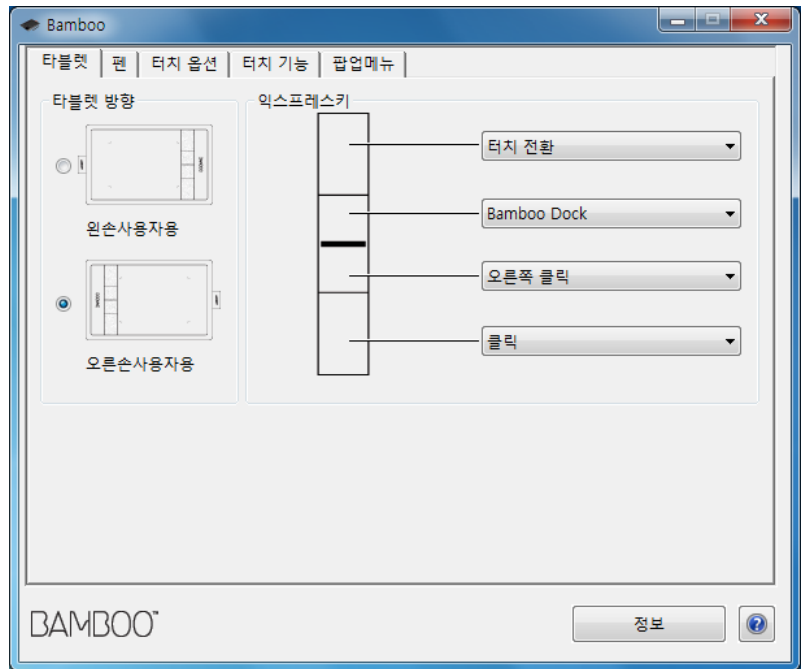 Bamboo
타블렛
펜
터치 옵션
터치 기능
팝업메뉴
타블렛 방향
왼손사용자용
오른손사용자용
익스프레스키
터치 전환
Bamboo Dock
오른쪽 클릭
클릭
BAMBOO™
정보
?